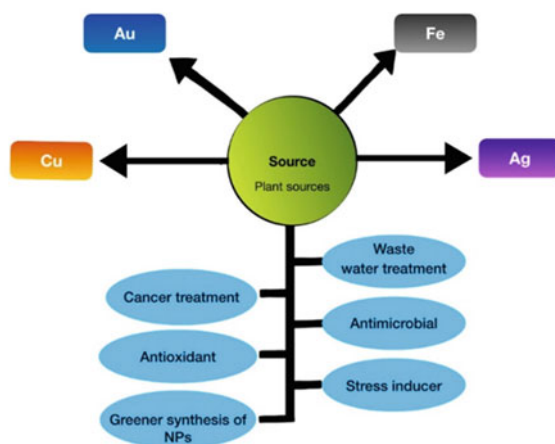 Au
Fe
Cu
Source
Plant sources
Ag
Waste
water treatment
Cancer treatment
Antimicrobial
Antioxidant
Stress inducer
Greener synthesis of
NPs